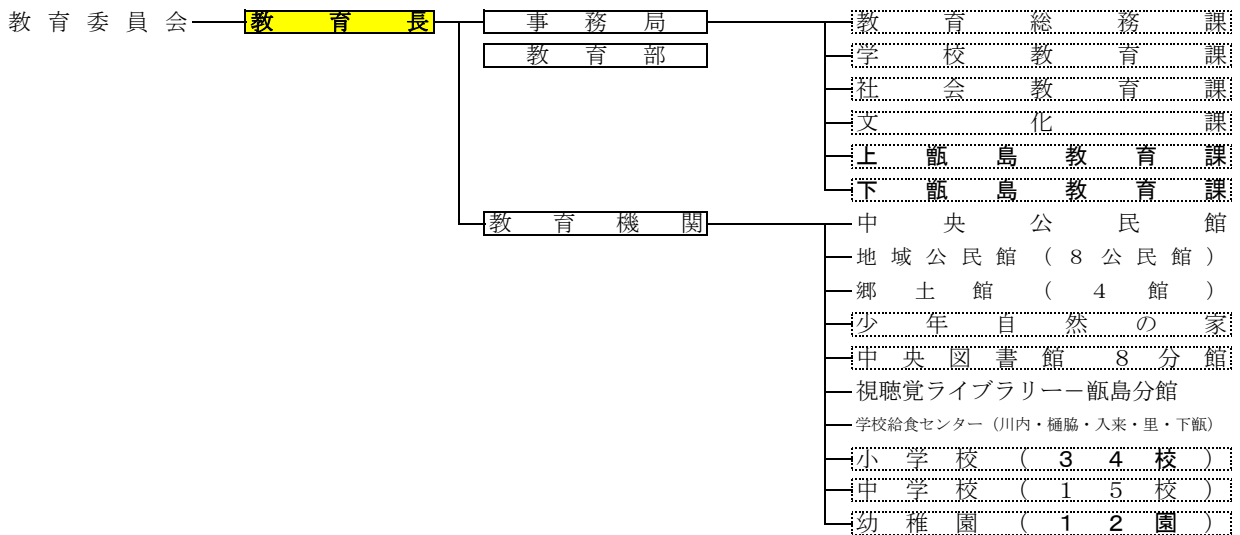 教育委員会 教育長 事務局 教育総務課
教育部 学校教育課
社会教育課
文化課
上甑島教育課
下甑島教育課
教育機関 中央公民館
地域公民館(8公民館)
郷土館(4館)
少年自然の家
中央図書館 8分館
視聴覚ライブラリー－甑島分館
学校給食センター(川内・樋脇・入来・里・下甑)
小学校(34校)
中学校(15校)
幼稚園(12園)